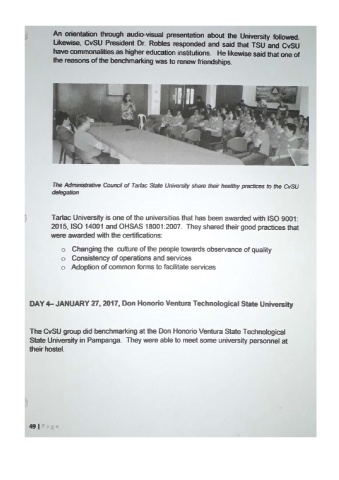 An orientation through audio-visual presentation about the University followed.
Likewise, CvSU President Dr. Robles responded and said that TSU and CvSU
have commonalities as higher education institutions. He likewise said that one of
the reasons of the benchmarking was to renew friendships.
The Administrative Council of Tarlac State University share their healthy practices to the CvSU
delegation
Tarlac University is one of the universities that has been awarded with ISO 9001:
2015, ISO 14001 and OHSAS 18001:2007. They shared their good practices that
were awarded with the certifications:
o Changing the culture of the people towards observance of quality
o Consistency of operations and services
o Adoption of common forms to facilitate services
DAY 4– JANUARY 27, 2017, Don Honorio Ventura Technological State University
The CvSU group did benchmarking at the Don Honorio Ventura State Technological
State University in Pampanga. They were able to meet some university personnel at
their hostel.
49 | Page